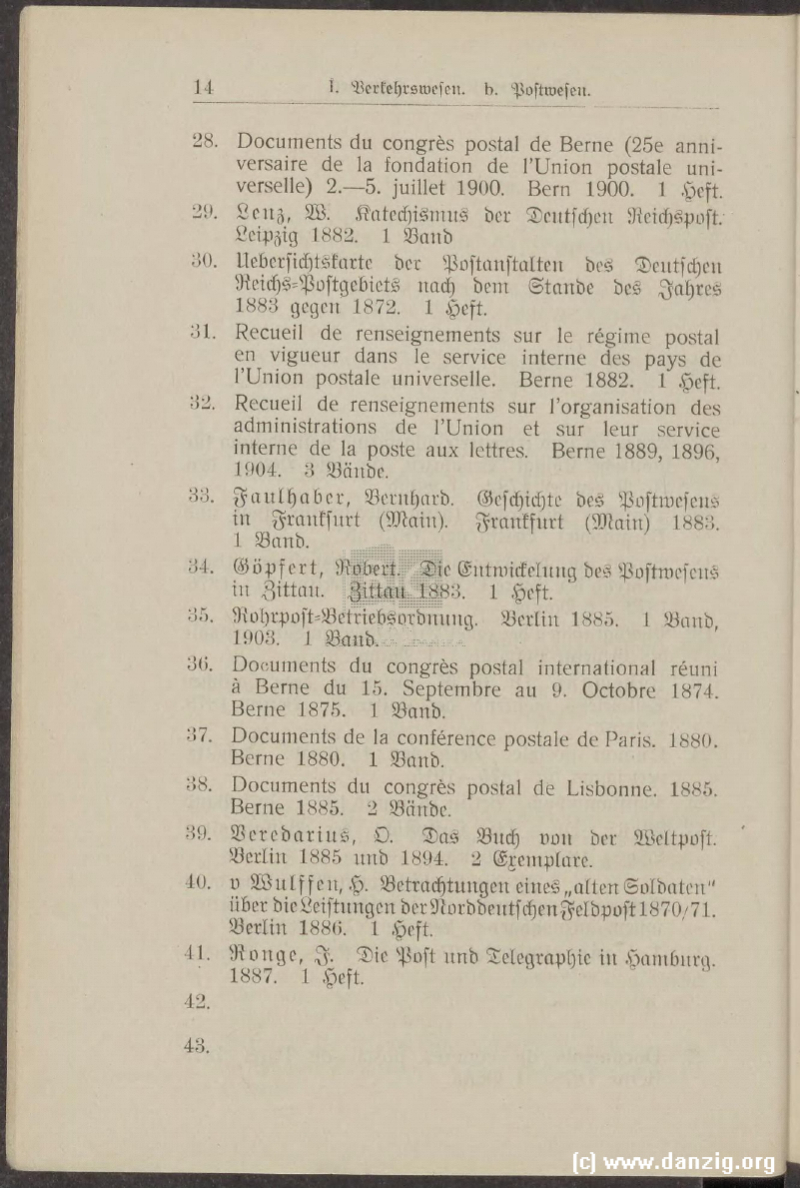 14 I. Verkehrswesen. b. Postwesen.
28. Documents du congrès postal de Berne (25e anni-
versaire de la fondation de l'Union postale uni-
verselle) 2.—5. juillet 1900. Bern 1900. 1 Heft.
29. Lenz, W. Katechismus der Deutschen Reichspost.
Leipzig 1882. 1 Band
30. Uebersichtskarte der Postanstalten des Deutschen
Reichs-Postgebiets nach dem Stande des Jahres
1883 gegen 1872. 1 Heft.
31. Recueil de renseignements sur le régime postal
en vigueur dans le service interne des pays de
l'Union postale universelle. Berne 1882. 1 Heft.
32. Recueil de renseignements sur l'organisation des
administrations de l'Union et sur leur service
interne de la poste aux lettres. Berne 1889, 1896,
1904. 3 Bände.
33. Faulhaber, Bernhard. Geschichte des Postwesens
in Frankfurt (Main). Frankfurt (Main) 1883.
1 Band.
34. Göpfert, Robert. Die Entwickelung des Postwesens
in Zittau. Zittau 1883. 1 Heft.
35. Rohrpost-Betriebsordnung. Berlin 1885. 1 Band,
1903. 1 Band.
36. Documents du congrès postal international réuni
à Berne du 15. Septembre au 9. Octobre 1874.
Berne 1875. 1 Band.
37. Documents de la conférence postale de Paris. 1880.
Berne 1880. 1 Band.
38. Documents du congrès postal de Lisbonne. 1885.
Berne 1885. 2 Bände.
39. Veredarius, O. Das Buch von der Weltpost.
Berlin 1885 und 1894. 2 Exemplare.
40. v Wulffen, H. Betrachtungen eines „alten Soldaten"
über die Leistungen der Norddeutschen Feldpost 1870/71.
Berlin 1886. 1 Heft.
41. Ronge, J. Die Post und Telegraphie in Hamburg.
1887. 1 Heft.
42.
43.
(c) www.danzig.org